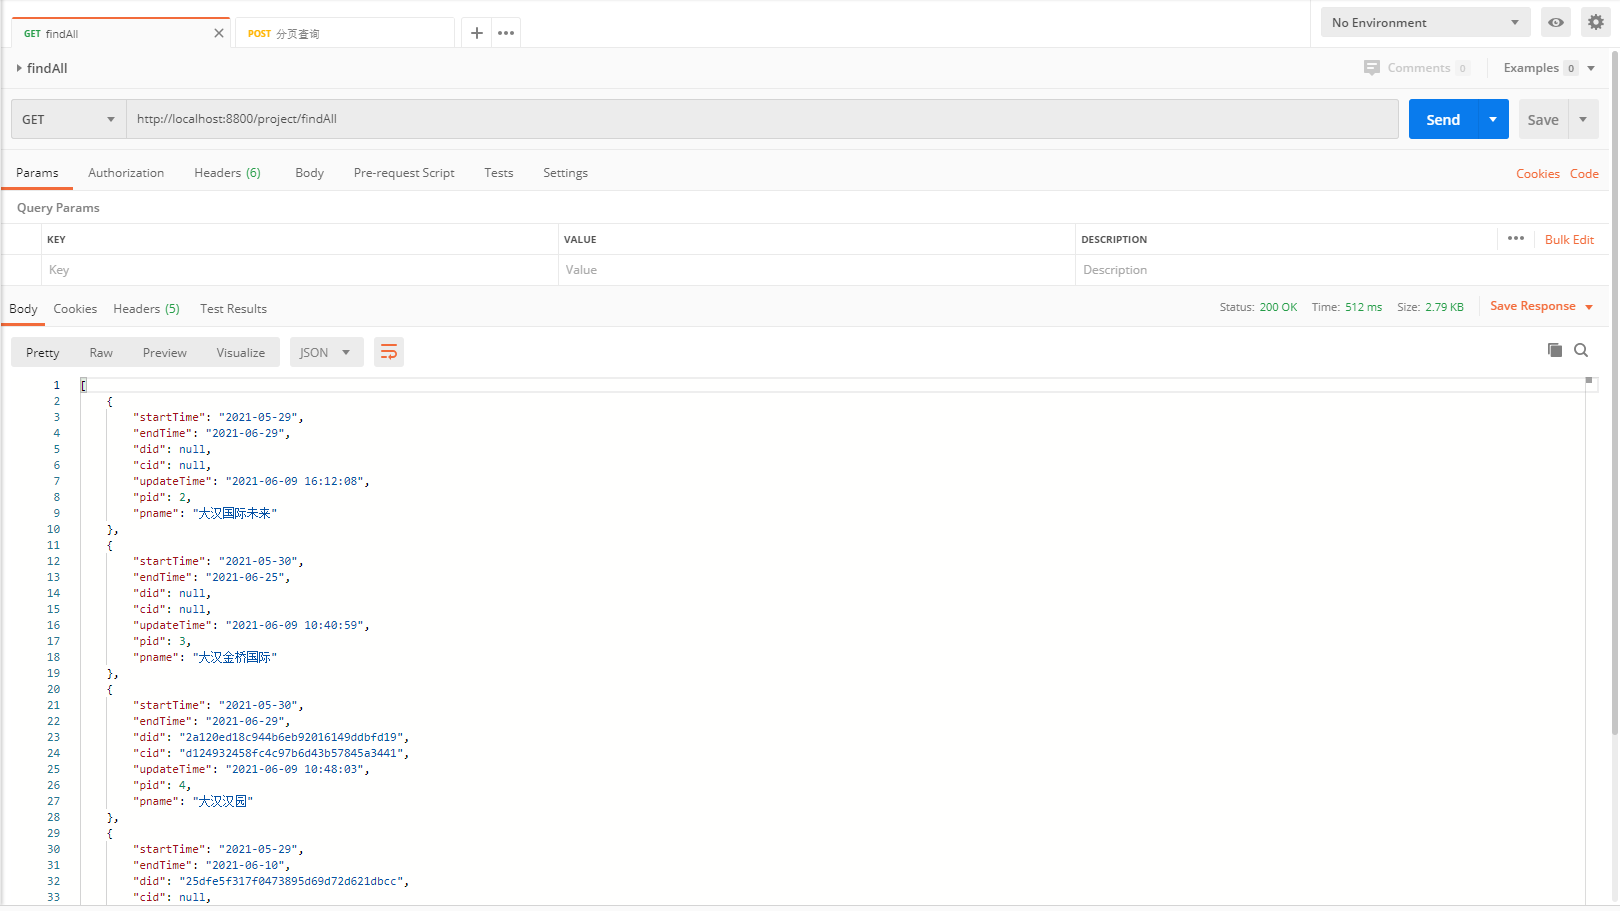 GET findAll
POST 分页查询
No Environment
findAll
Comments 0
Examples 0
GET
http://localhost:8800/project/findAll
Send
Save
Params Authorization Headers (6) Body Pre-request Script Tests Settings
Cookies Code
Query Params
KEY VALUE DESCRIPTION
Bulk Edit
Key Value Description
Body Cookies Headers (5) Test Results
Status: 200 OK Time: 512 ms Size: 2.79 KB
Save Response
Pretty Raw Preview Visualize JSON
1 [
2 {
3 "startTime": "2021-05-29",
4 "endTime": "2021-06-29",
5 "did": null,
6 "cid": null,
7 "updateTime": "2021-06-09 16:12:08",
8 "pid": 2,
9 "pname": "大汉国际未来"
10 },
11 {
12 "startTime": "2021-05-30",
13 "endTime": "2021-06-25",
14 "did": null,
15 "cid": null,
16 "updateTime": "2021-06-09 10:40:59",
17 "pid": 3,
18 "pname": "大汉金桥国际"
19 },
20 {
21 "startTime": "2021-05-30",
22 "endTime": "2021-06-29",
23 "did": "2a120ed18c944b6eb92016149ddbfd19",
24 "cid": "d124932458fc4c97b6d43b57845a3441",
25 "updateTime": "2021-06-09 10:48:03",
26 "pid": 4,
27 "pname": "大汉汉园"
28 },
29 {
30 "startTime": "2021-05-29",
31 "endTime": "2021-06-10",
32 "did": "25dfe5f317f0473895d69d72d621dbcc",
33 "cid": null,